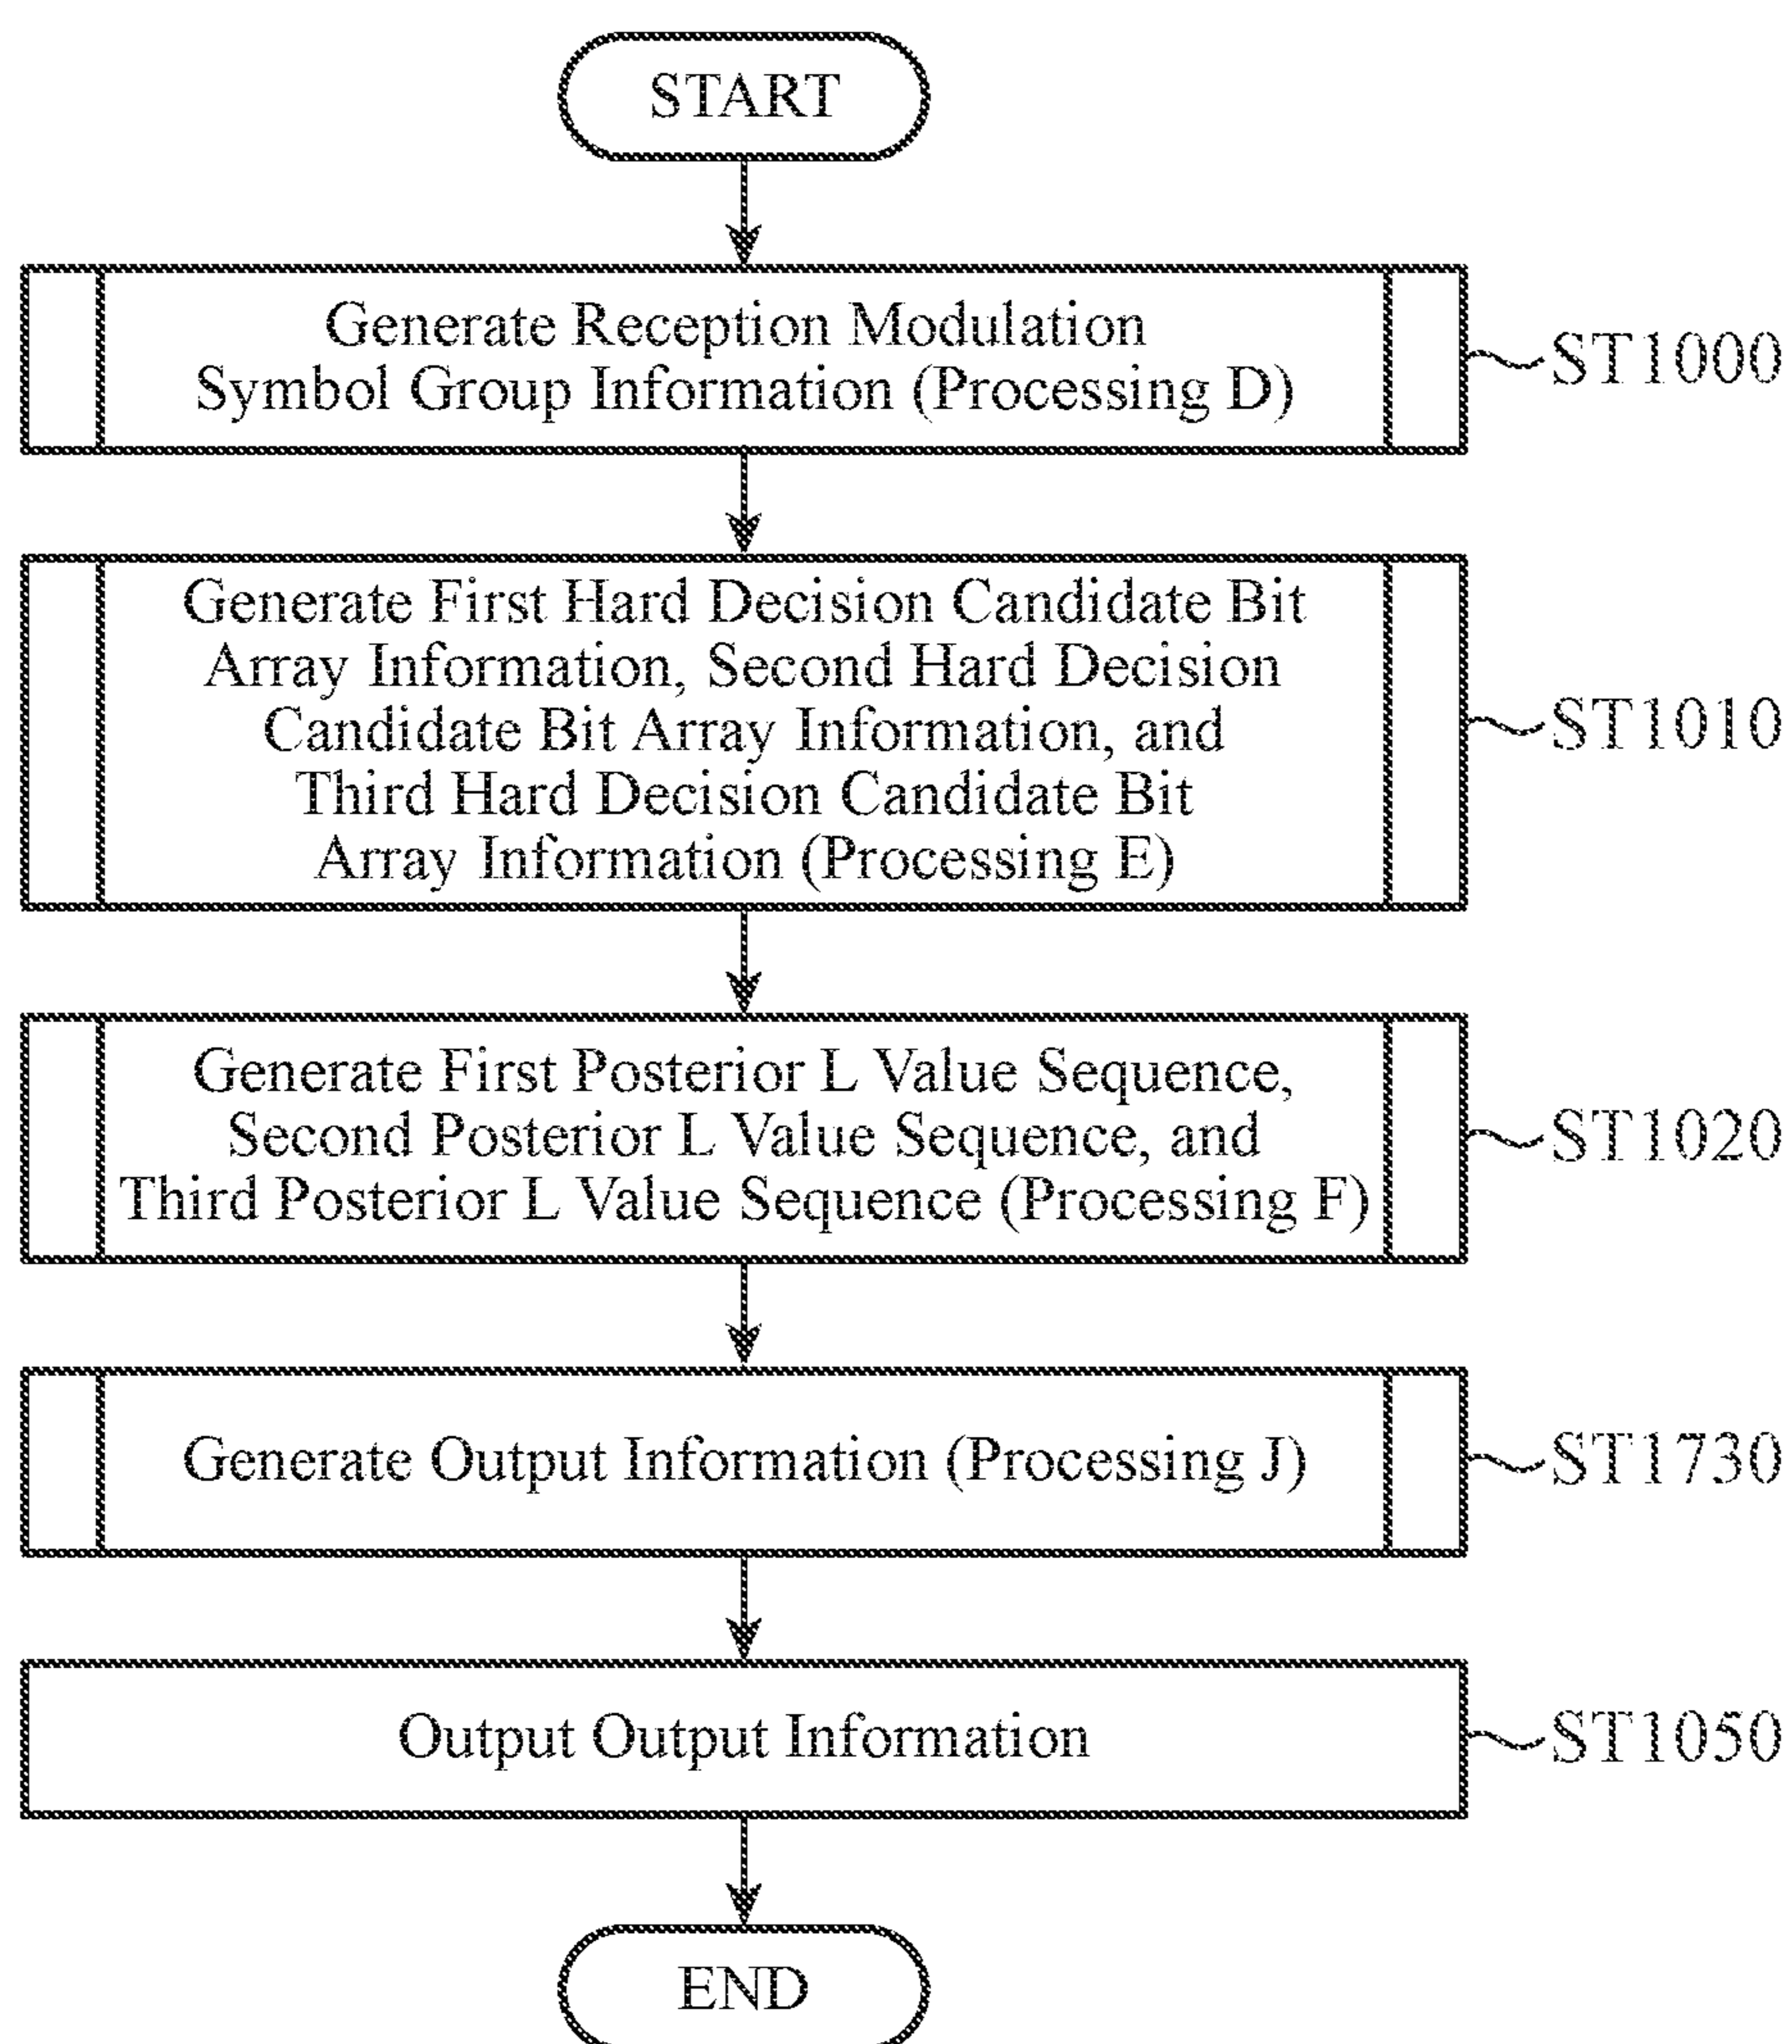 START
Generate Reception Modulation
Symbol Group Information (Processing D)
ST1000
Generate First Hard Decision Candidate Bit
Array Information, Second Hard Decision
Candidate Bit Array Information, and
Third Hard Decision Candidate Bit
Array Information (Processing E)
ST1010
Generate First Posterior L Value Sequence,
Second Posterior L Value Sequence, and
Third Posterior L Value Sequence (Processing F)
ST1020
Generate Output Information (Processing J)
ST1730
Output Output Information
ST1050
END